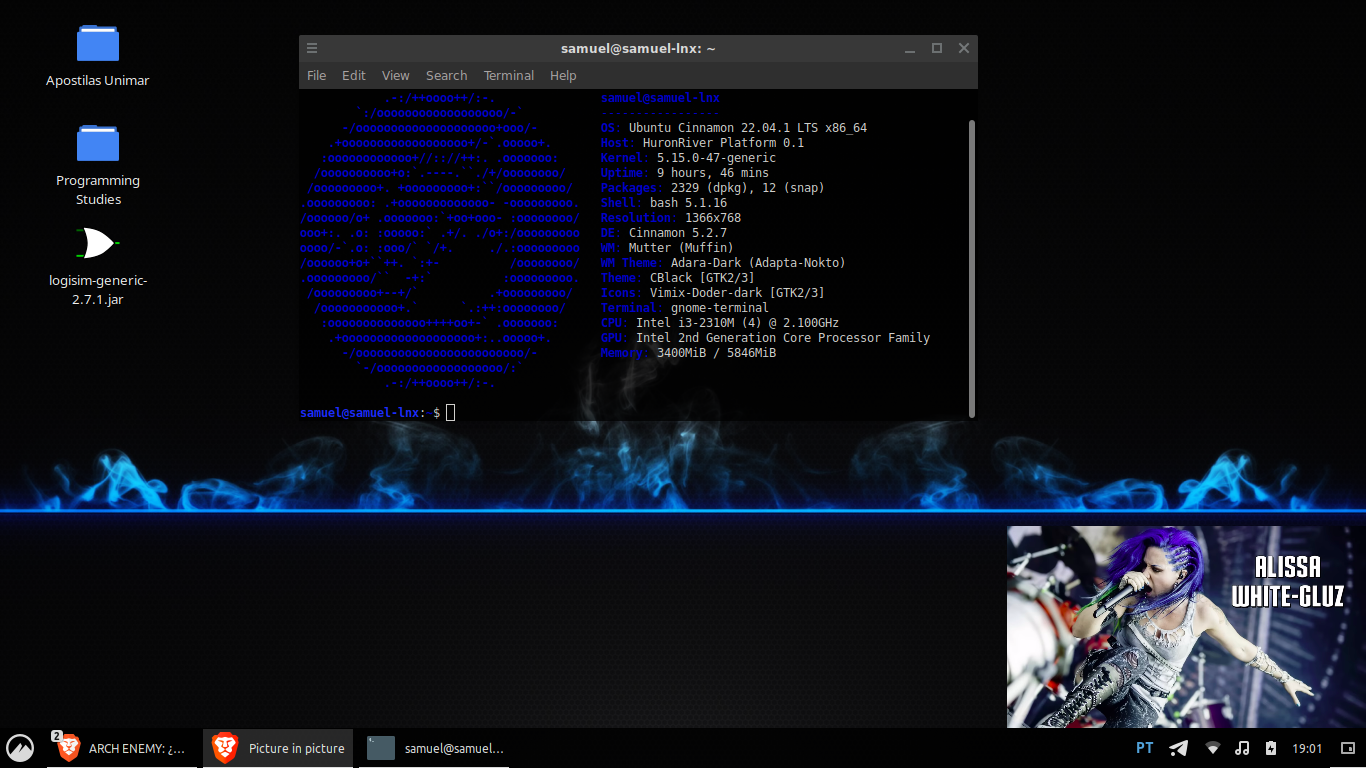 Apostilas Unimar
Programming
Studies
logisim-generic-
2.7.1.jar
samuel@samuel-lnx: ~
File Edit View Search Terminal Help
samuel@samuel-lnx
-----------------
OS: Ubuntu Cinnamon 22.04.1 LTS x86_64
Host: HuronRiver Platform 0.1
Kernel: 5.15.0-47-generic
Uptime: 9 hours, 46 mins
Packages: 2329 (dpkg), 12 (snap)
Shell: bash 5.1.16
Resolution: 1366x768
DE: Cinnamon 5.2.7
WM: Mutter (Muffin)
WM Theme: Adara-Dark (Adapta-Nokto)
Theme: CBlack [GTK2/3]
Icons: Vimix-Doder-dark [GTK2/3]
Terminal: gnome-terminal
CPU: Intel i3-2310M (4) @ 2.100GHz
GPU: Intel 2nd Generation Core Processor Family
Memory: 3400MiB / 5846MiB
samuel@samuel-lnx:~$
ALISSA
WHITE-GLUZ
2
ARCH ENEMY: ¿...
Picture in picture
samuel@samuel...
PT
19:01